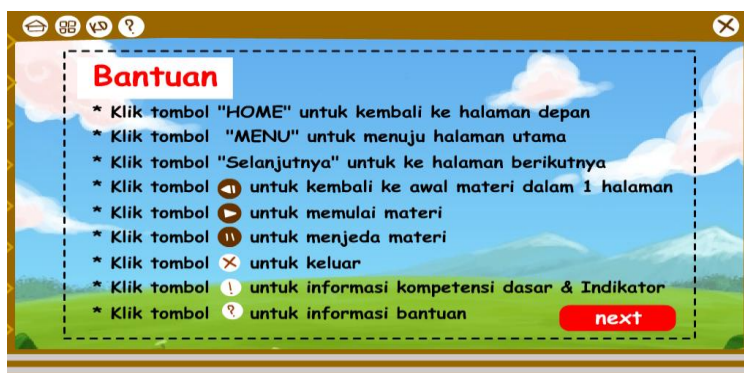 KD
?
Bantuan
* Klik tombol "HOME" untuk kembali ke halaman depan
* Klik tombol "MENU" untuk menuju halaman utama
* Klik tombol "Selanjutnya" untuk ke halaman berikutnya
* Klik tombol untuk kembali ke awal materi dalam 1 halaman
* Klik tombol untuk memulai materi
* Klik tombol untuk menjeda materi
* Klik tombol untuk keluar
* Klik tombol ! untuk informasi kompetensi dasar & Indikator
* Klik tombol ? untuk informasi bantuan
next